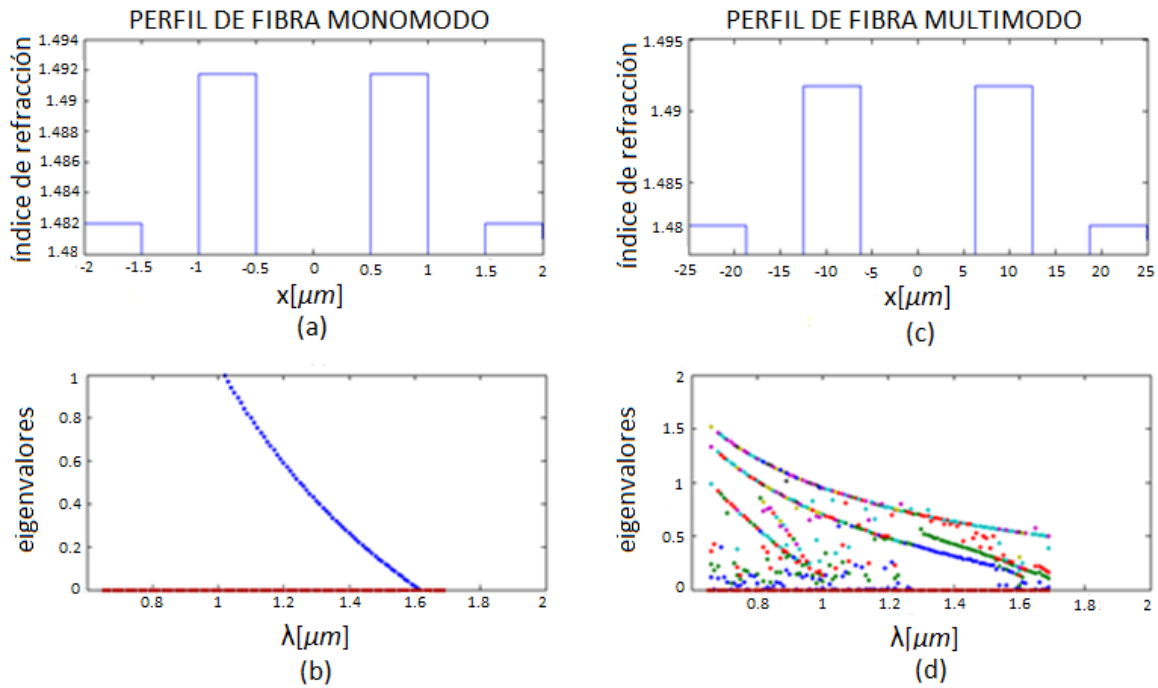 PERFIL DE FIBRA MONOMODO
índice de refracción
1.494
1.492
1.49
1.488
1.486
1.484
1.482
1.48
-2 -1.5 -1 -0.5 0 0.5 1 1.5 2
x[μm]
(a)
PERFIL DE FIBRA MULTIMODO
índice de refracción
1.495
1.49
1.485
1.48
-25 -20 -15 -10 -5 0 5 10 15 20 25
x[μm]
(c)
eigenvalores
1
0.8
0.6
0.4
0.2
0
0.8 1 1.2 1.4 1.6 1.8 2
λ[μm]
(b)
eigenvalores
2
1.5
1
0.5
0
0.8 1 1.2 1.4 1.6 1.8 2
λ|μm]
(d)